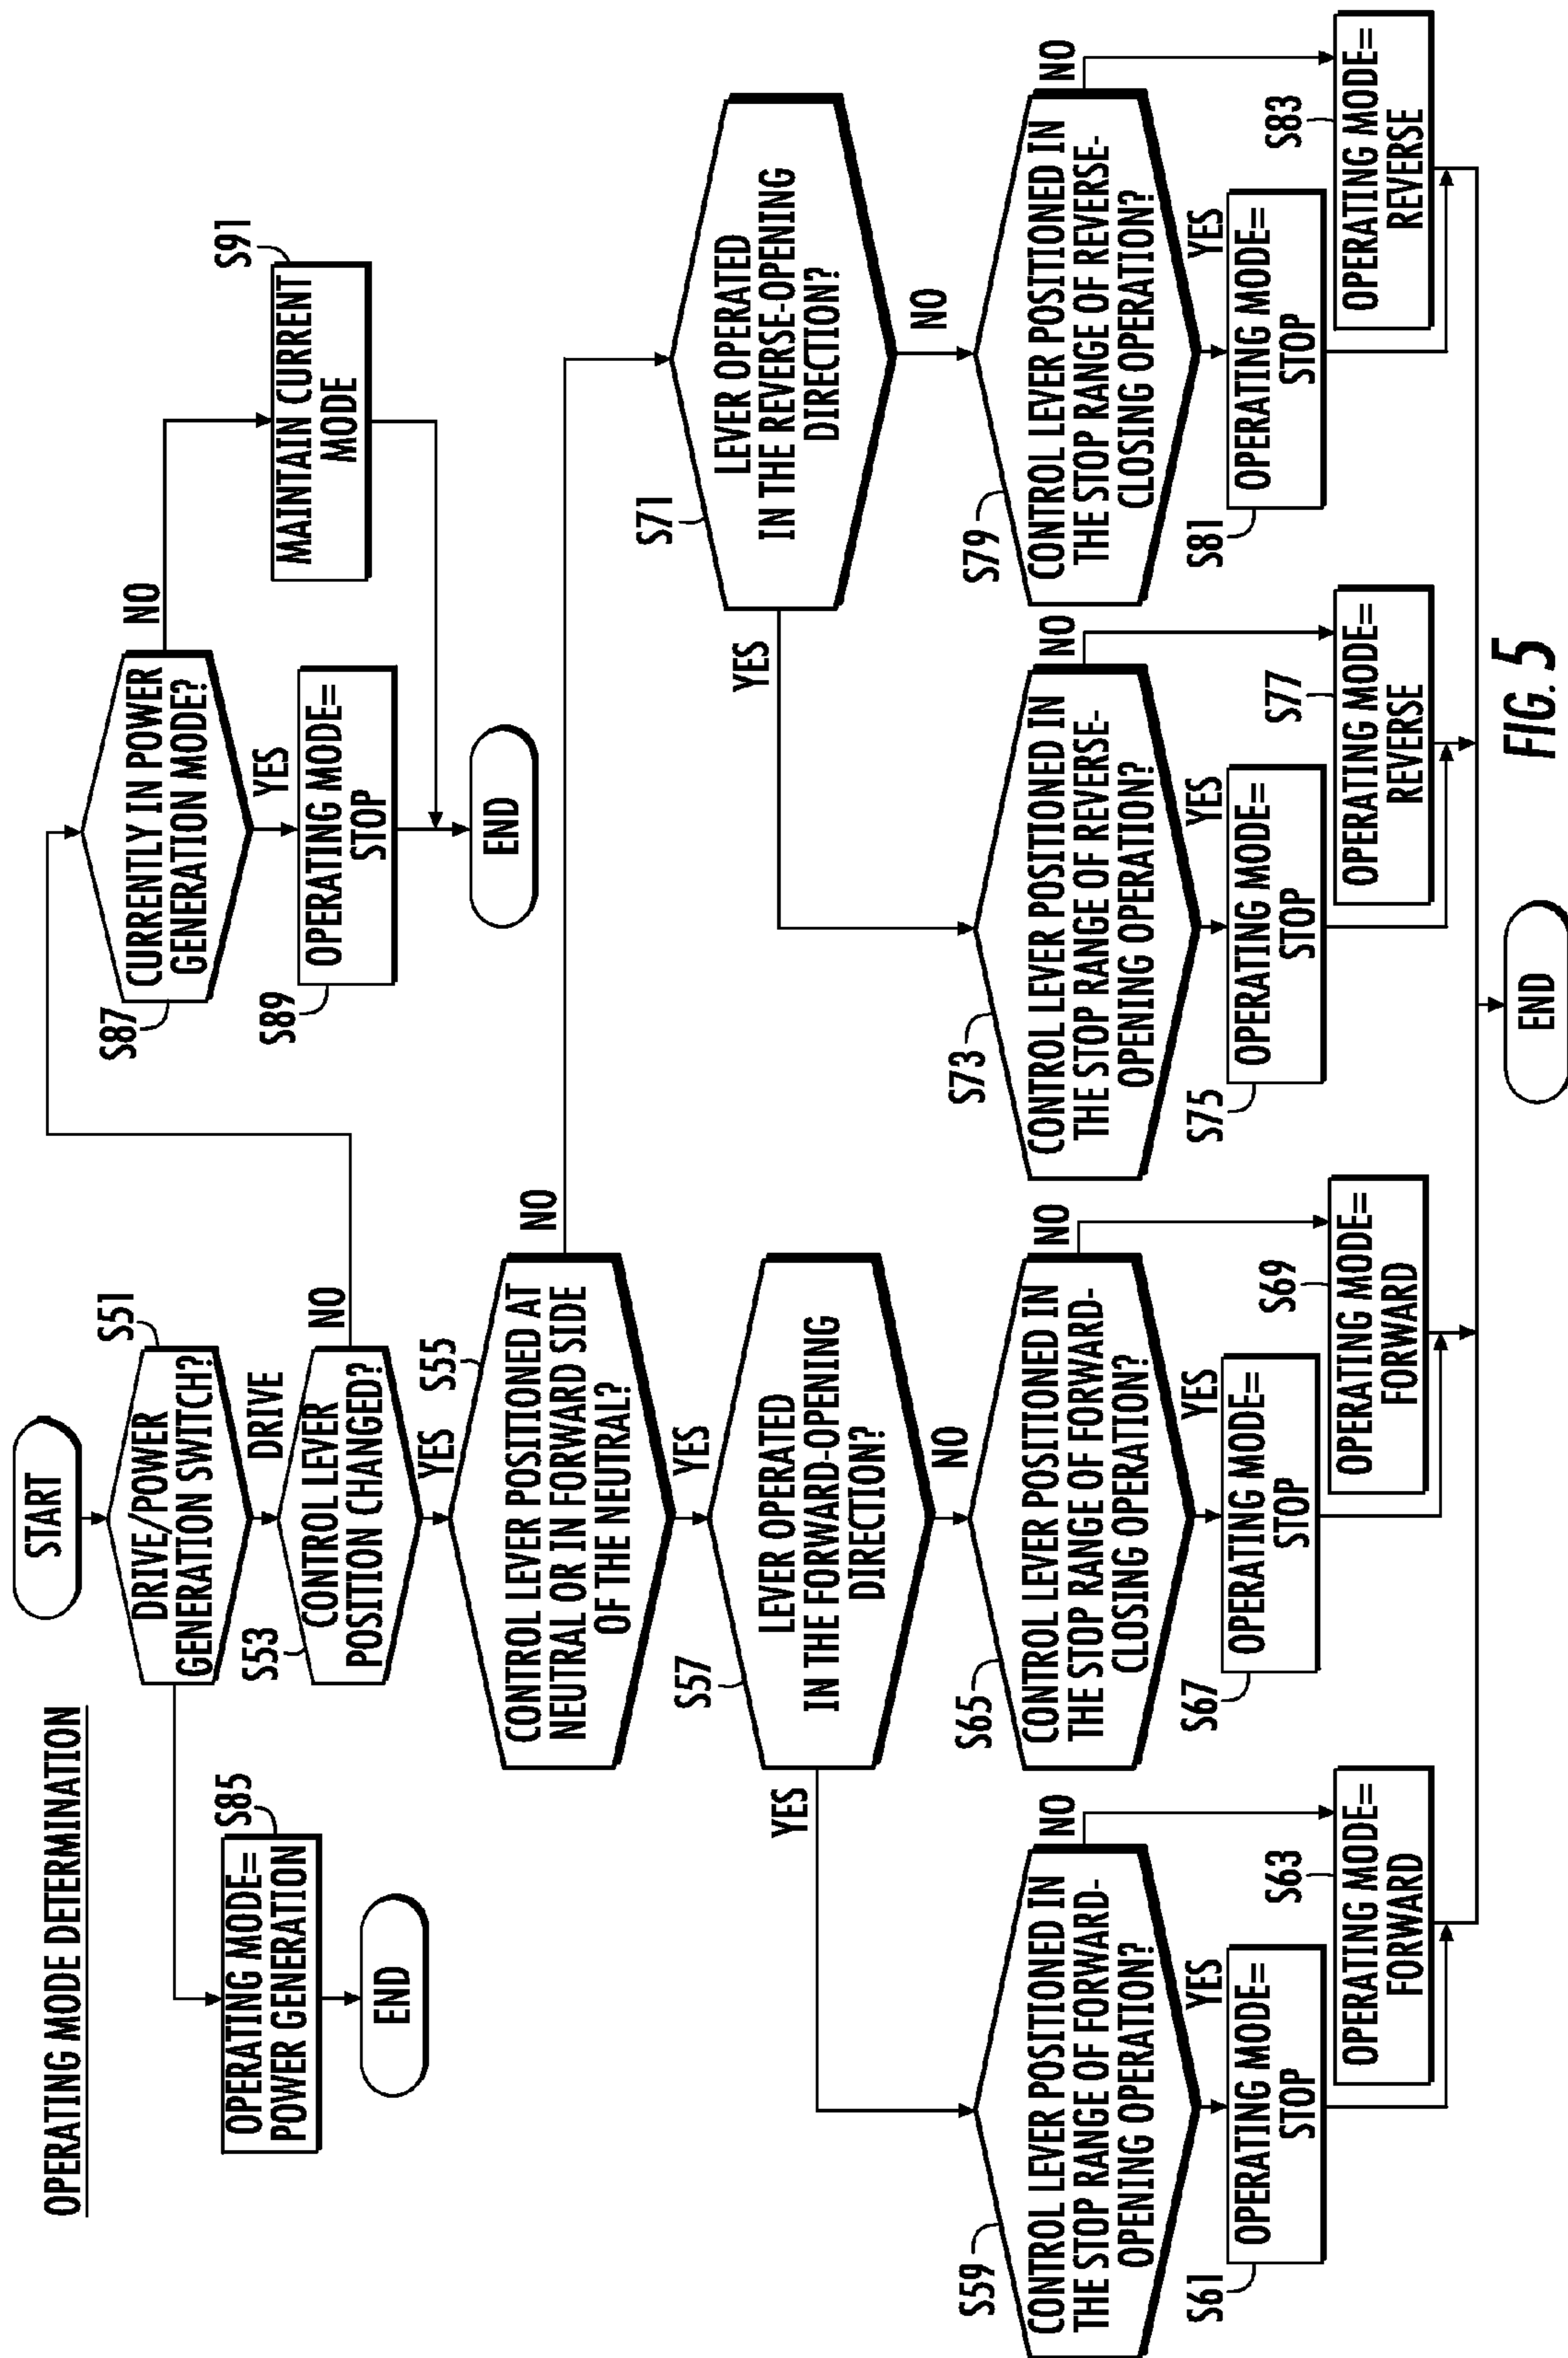 OPERATING MODE DETERMINATION
START
S51
DRIVE/POWER
GENERATION SWITCH?
DRIVE
S85
OPERATING MODE=
POWER GENERATION
END
S53
CONTROL LEVER
POSITION CHANGED?
NO
YES
S87
CURRENTLY IN POWER
GENERATION MODE?
NO
YES
S89
OPERATING MODE=
STOP
S91
MAINTAIN CURRENT
MODE
END
S55
CONTROL LEVER POSITIONED AT
NEUTRAL OR IN FORWARD SIDE
OF THE NEUTRAL?
NO
YES
S57
LEVER OPERATED
IN THE FORWARD-OPENING
DIRECTION?
YES
NO
S71
LEVER OPERATED
IN THE REVERSE-OPENING
DIRECTION?
YES
NO
S59
CONTROL LEVER POSITIONED IN
THE STOP RANGE OF FORWARD-
OPENING OPERATION?
NO
YES
S61
OPERATING MODE=
STOP
S63
OPERATING MODE=
FORWARD
S65
CONTROL LEVER POSITIONED IN
THE STOP RANGE OF FORWARD-
CLOSING OPERATION?
NO
YES
S67
OPERATING MODE=
STOP
S69
OPERATING MODE=
FORWARD
S73
CONTROL LEVER POSITIONED IN
THE STOP RANGE OF REVERSE-
OPENING OPERATION?
NO
YES
S75
OPERATING MODE=
STOP
S77
OPERATING MODE=
REVERSE
S79
CONTROL LEVER POSITIONED IN
THE STOP RANGE OF REVERSE-
CLOSING OPERATION?
NO
YES
S81
OPERATING MODE=
STOP
S83
OPERATING MODE=
REVERSE
END
FIG. 5